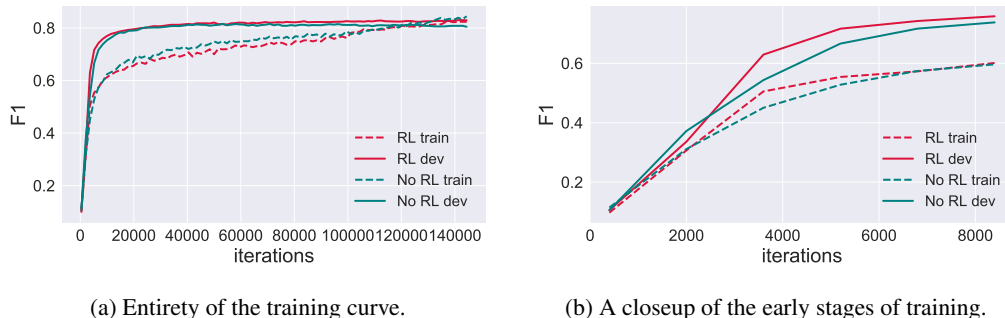 0.8
0.6
0.4
0.2
F1
RL train
RL dev
No RL train
No RL dev
0 20000 40000 60000 80000 100000 120000 140000
iterations
(a) Entirety of the training curve.
0.6
0.4
0.2
F1
RL train
RL dev
No RL train
No RL dev
0 2000 4000 6000 8000
iterations
(b) A closeup of the early stages of training.